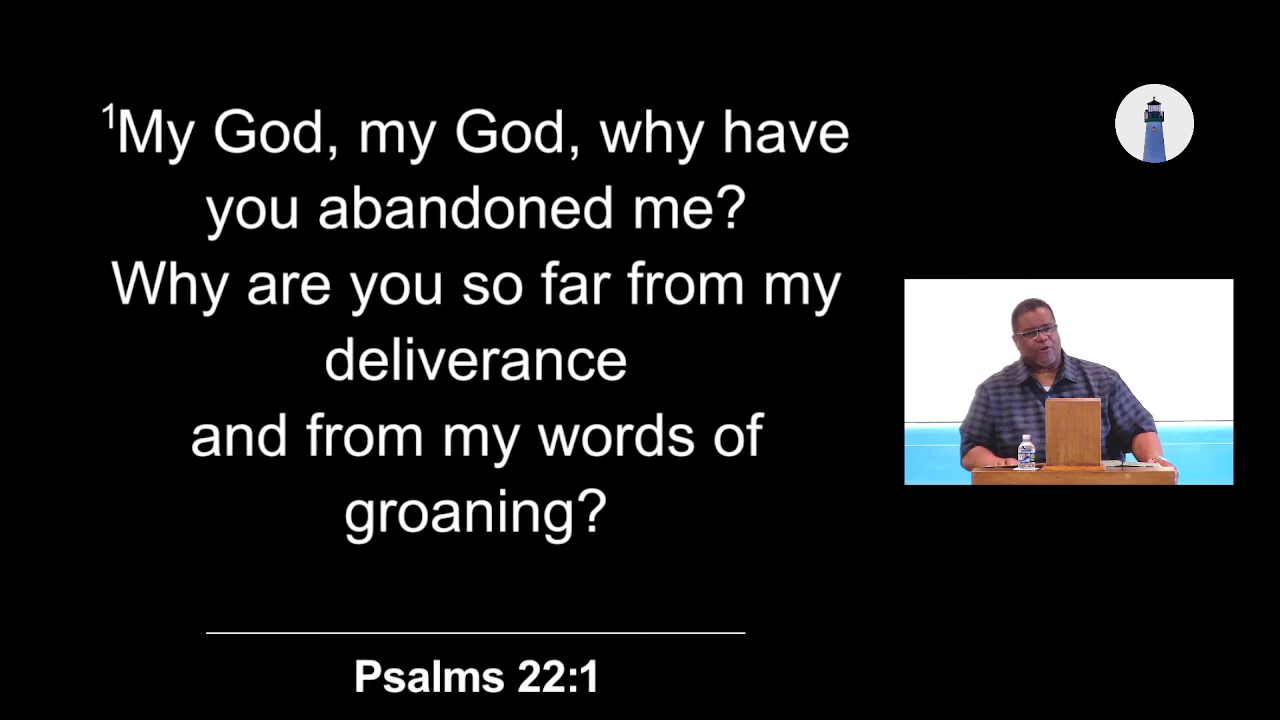 ¹My God, my God, why have
you abandoned me?
Why are you so far from my
deliverance
and from my words of
groaning?
Psalms 22:1